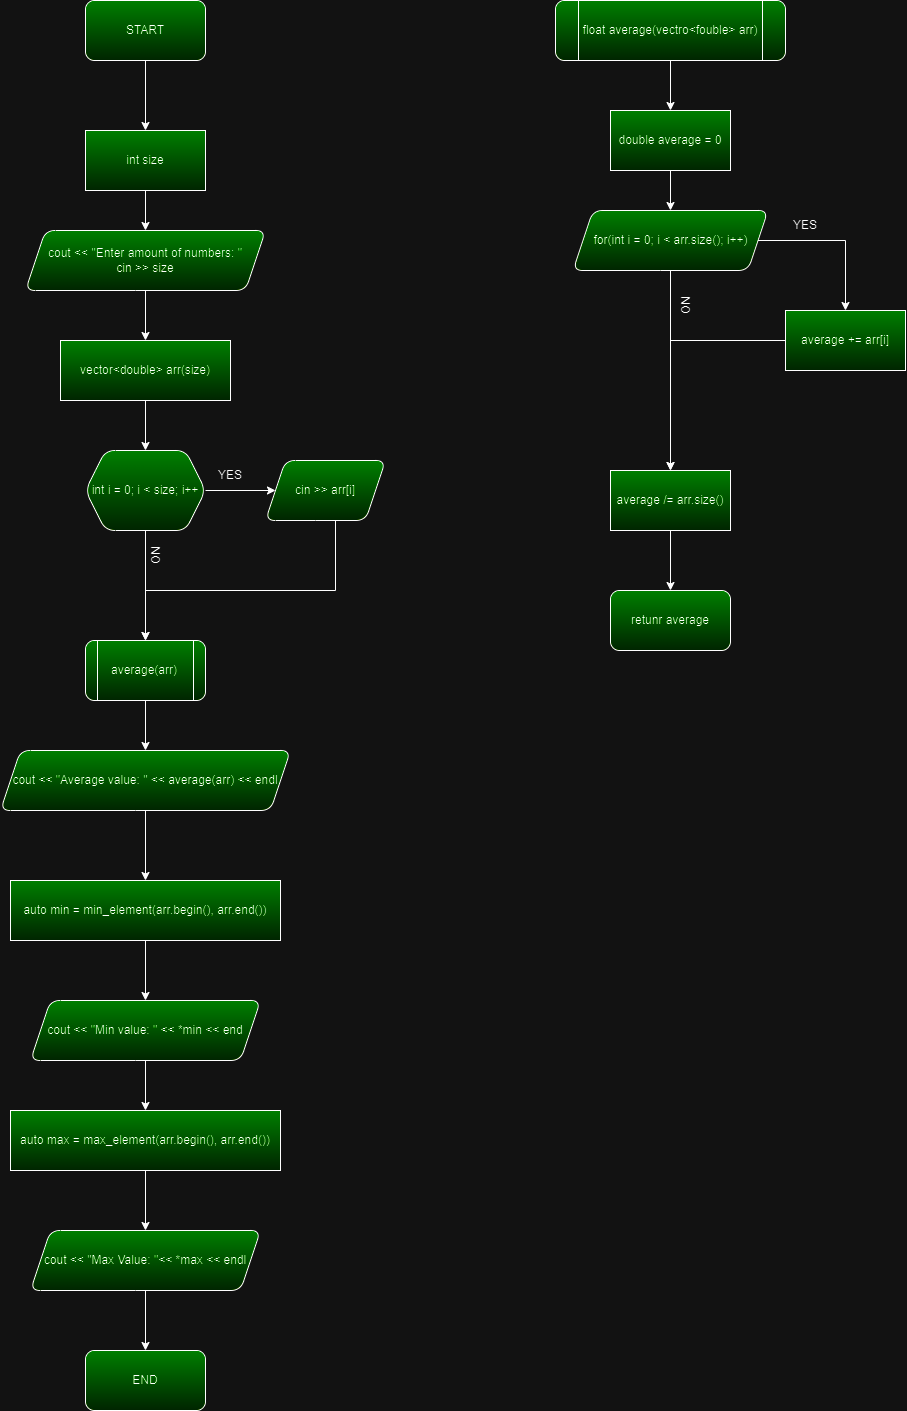 START
int size
cout << "Enter amount of numbers: "
cin >> size
vector<double> arr(size)
int i = 0; i < size; i++
YES
cin >> arr[i]
NO
average(arr)
cout << "Average value: " << average(arr) << endl
auto min = min_element(arr.begin(), arr.end())
cout << "Min value: " << *min << end
auto max = max_element(arr.begin(), arr.end())
cout << "Max Value: "<< *max << endl
END
float average(vectro<fouble> arr)
double average = 0
for(int i = 0; i < arr.size(); i++)
YES
NO
average += arr[i]
average /= arr.size()
retunr average